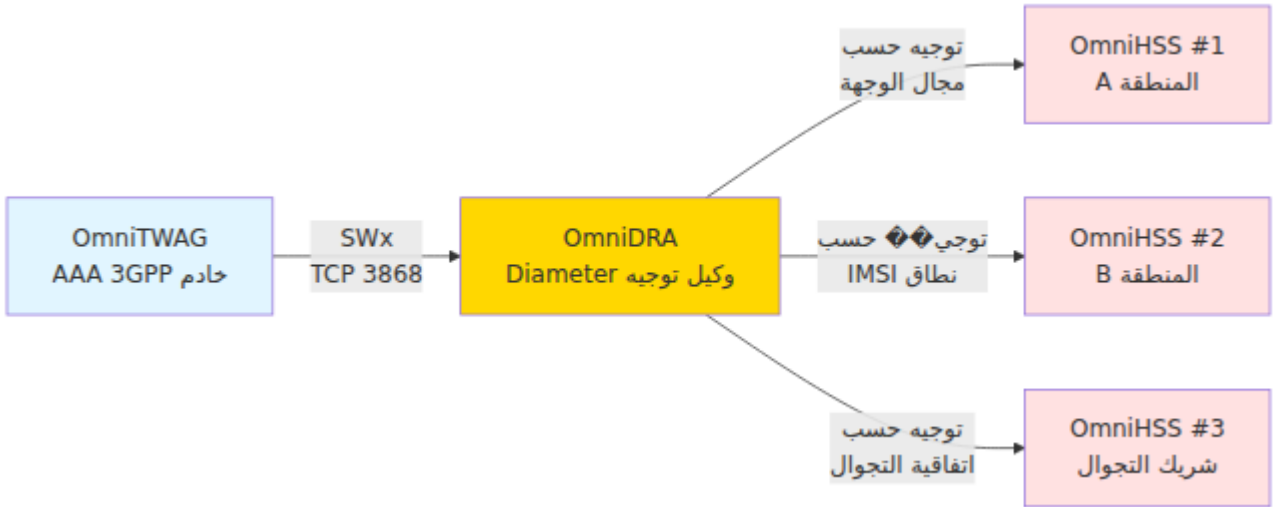 OmniTWAG
خادم AAA 3GPP
SWx
TCP 3868
OmniDRA
وكيل توجيه Diameter
توجيه حسب
مجال الوجهة
OmniHSS #1
المنطقة A
توجي�� حسب
نطاق IMSI
OmniHSS #2
المنطقة B
توجيه حسب
اتفاقية التجوال
OmniHSS #3
شريك التجوال